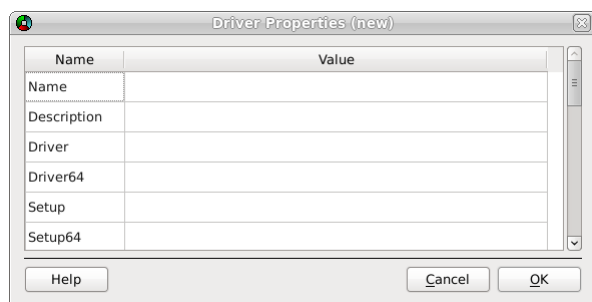 Driver Properties (new)
Name Value
Name
Description
Driver
Driver64
Setup
Setup64
Help Cancel OK